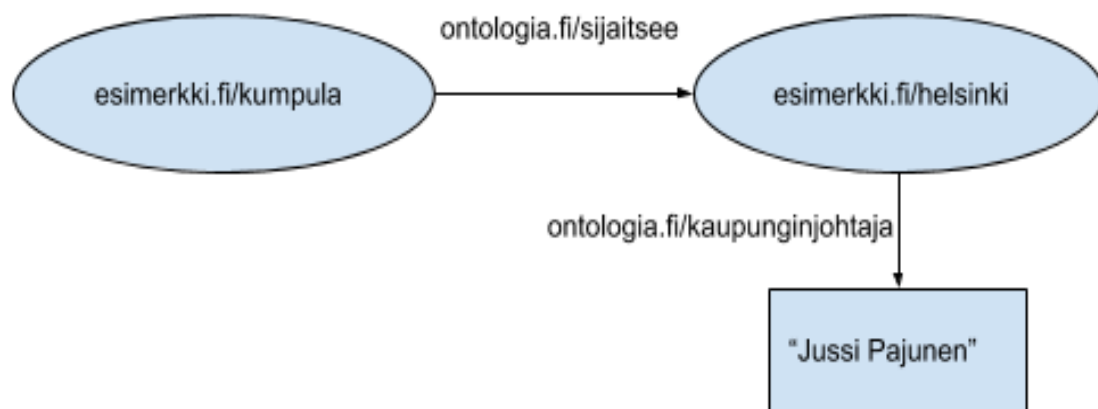 ontologia.fi/sijaitsee
esimerkki.fi/kumpula
esimerkki.fi/helsinki
ontologia.fi/kaupunginjohtaja
“Jussi Pajunen”